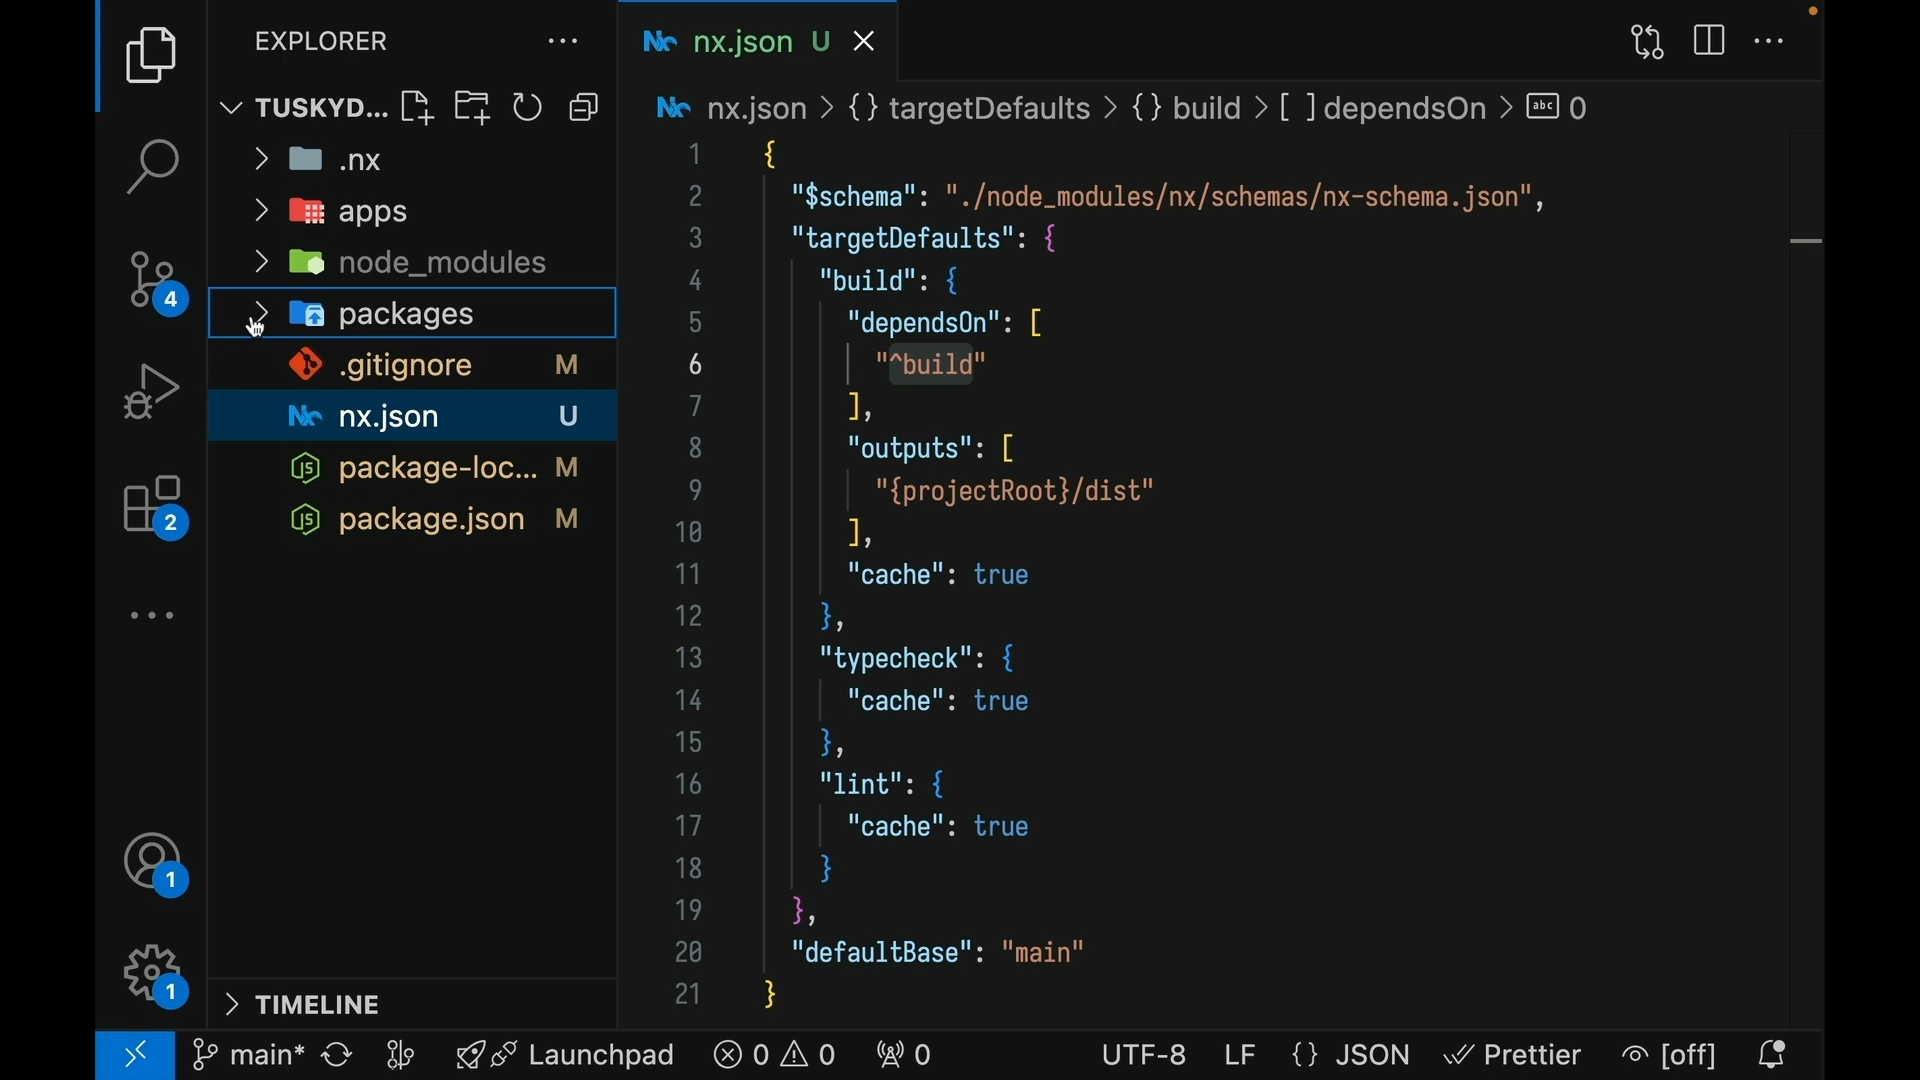 EXPLORER
TUSKYD...
.nx
apps
node_modules
packages
.gitignore M
nx.json U
package-loc... M
package.json M
TIMELINE
4
2
1
1
nx.json U
nx.json > {} targetDefaults > {} build > [ ] dependsOn > abc 0
1 {
2 "$schema": "./node_modules/nx/schemas/nx-schema.json",
3 "targetDefaults": {
4 "build": {
5 "dependsOn": [
6 "^build"
7 ],
8 "outputs": [
9 "{projectRoot}/dist"
10 ],
11 "cache": true
12 },
13 "typecheck": {
14 "cache": true
15 },
16 "lint": {
17 "cache": true
18 }
19 },
20 "defaultBase": "main"
21 }
main* Launchpad 0 0 0 UTF-8 LF {} JSON Prettier [off]